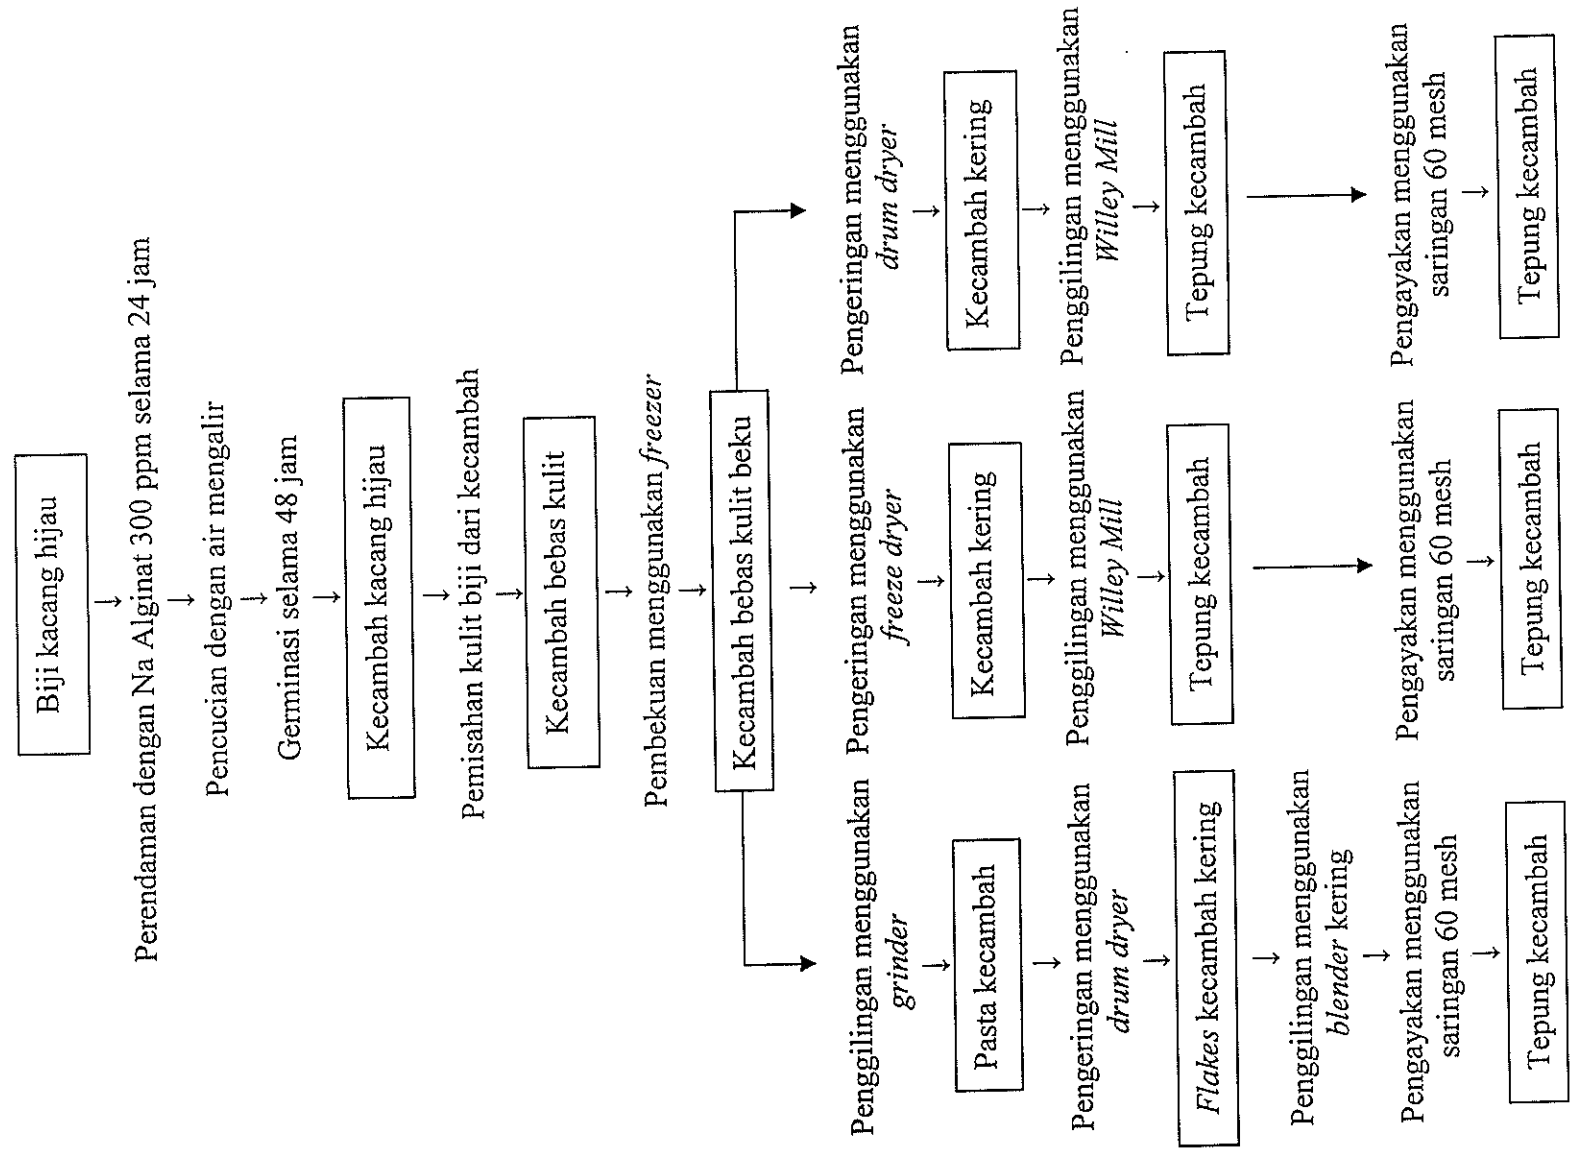 Biji kacang hijau
Perendaman dengan Na Alginat 300 ppm selama 24 jam
Pencucian dengan air mengalir
Germinasi selama 48 jam
Kecambah kacang hijau
Pemisahan kulit biji dari kecambah
Kecambah bebas kulit
Pembekuan menggunakan freezer
Kecambah bebas kulit beku
Penggilingan menggunakan
grinder
Pasta kecambah
Pengeringan menggunakan
drum dryer
Flakes kecambah kering
Penggilingan menggunakan
blender kering
Pengayakan menggunakan
saringan 60 mesh
Tepung kecambah
Pengeringan menggunakan
freeze dryer
Kecambah kering
Penggilingan menggunakan
Willey Mill
Tepung kecambah
Pengayakan menggunakan
saringan 60 mesh
Tepung kecambah
Pengeringan menggunakan
drum dryer
Kecambah kering
Penggilingan menggunakan
Willey Mill
Tepung kecambah
Pengayakan menggunakan
saringan 60 mesh
Tepung kecambah